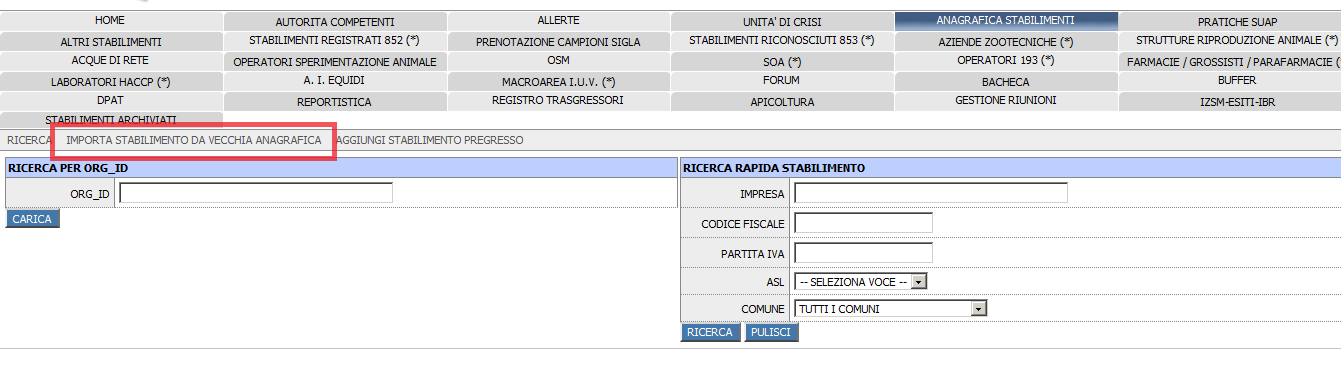 HOME AUTORITA COMPETENTI ALLERTE UNITA' DI CRISI ANAGRAFICA STABILIMENTI PRATICHE SUAP
ALTRI STABILIMENTI STABILIMENTI REGISTRATI 852 (*) PRENOTAZIONE CAMPIONI SIGLA STABILIMENTI RICONOSCIUTI 853 (*) AZIENDE ZOOTECNICHE (*) STRUTTURE RIPRODUZIONE ANIMALE (*)
ACQUE DI RETE OPERATORI SPERIMENTAZIONE ANIMALE OSM SOA (*) OPERATORI 193 (*) FARMACIE / GROSSISTI / PARAFARMACIE (*
LABORATORI HACCP (*) A. I. EQUIDI MACROAREA I.U.V. (*) FORUM BACHECA BUFFER
DPAT REPORTISTICA REGISTRO TRASGRESSORI APICOLTURA GESTIONE RIUNIONI IZSM-ESITI-IBR
STABILIMENTI ARCHIVIATI
RICERCA IMPORTA STABILIMENTO DA VECCHIA ANAGRAFICA AGGIUNGI STABILIMENTO PREGRESSO
RICERCA PER ORG_ID
ORG_ID
CARICA
RICERCA RAPIDA STABILIMENTO
IMPRESA
CODICE FISCALE
PARTITA IVA
ASL -- SELEZIONA VOCE --
COMUNE TUTTI I COMUNI
RICERCA PULISCI